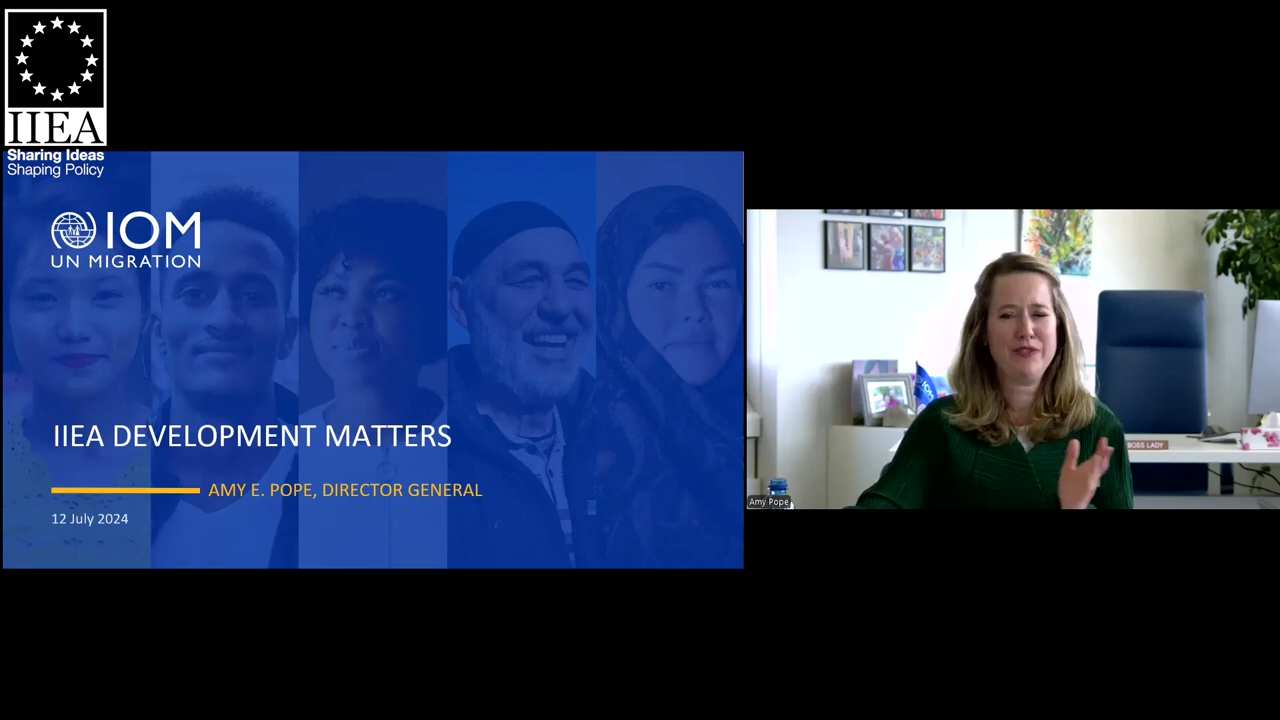 IIEA
Sharing Ideas
Shaping Policy
IOM
UN MIGRATION
IIEA DEVELOPMENT MATTERS
AMY E. POPE, DIRECTOR GENERAL
12 July 2024
IOM
BOSS LADY
Amy Pope